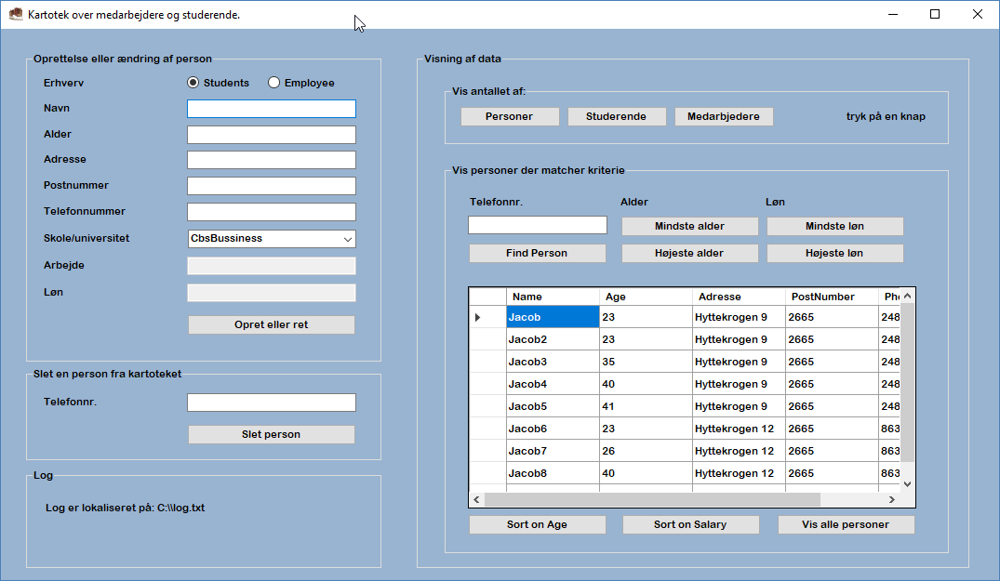 Kartotek over medarbejdere og studerende.
Oprettelse eller ændring af person
Erhverv Students Employee
Navn
Alder
Adresse
Postnummer
Telefonnummer
Skole/universitet CbsBussiness
Arbejde
Løn
Opret eller ret
Slet en person fra kartoteket
Telefonnr.
Slet person
Log
Log er lokaliseret på: C:\\log.txt
Visning af data
Vis antallet af:
Personer Studerende Medarbjedere tryk på en knap
Vis personer der matcher kriterie
Telefonnr. Alder Løn
Mindste alder Mindste løn
Find Person Højeste alder Højeste løn
Name Age Adresse PostNumber Pho
Jacob 23 Hyttekrogen 9 2665 248
Jacob2 23 Hyttekrogen 9 2665 248
Jacob3 35 Hyttekrogen 9 2665 248
Jacob4 40 Hyttekrogen 9 2665 248
Jacob5 41 Hyttekrogen 9 2665 248
Jacob6 23 Hyttekrogen 12 2665 863
Jacob7 26 Hyttekrogen 12 2665 863
Jacob8 40 Hyttekrogen 12 2665 863
Sort on Age Sort on Salary Vis alle personer